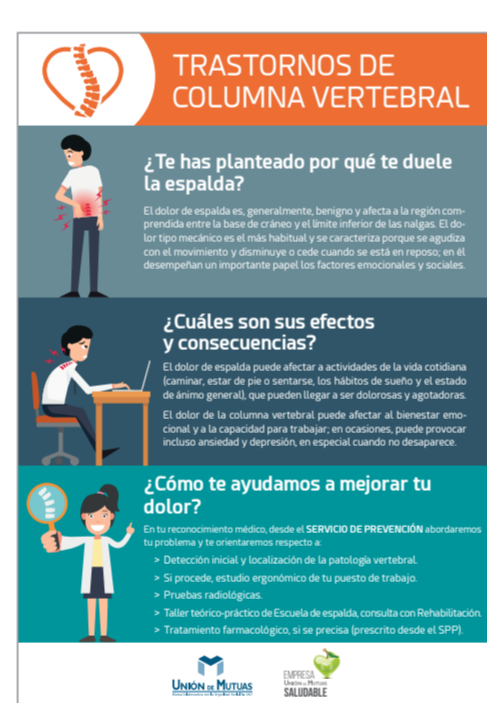 TRASTORNOS DE
COLUMNA VERTEBRAL
¿Te has planteado por qué te duele
la espalda?
El dolor de espalda es, generalmente, benigno y afecta a la región com-
prendida entre la base de cráneo y el límite inferior de las nalgas. El do-
lor tipo mecánico es el más habitual y se caracteriza porque se agudiza
con el movimiento y disminuye o cede cuando se está en reposo; en él
desempeñan un importante papel los factores emocionales y sociales.
¿Cuáles son sus efectos
y consecuencias?
El dolor de espalda puede afectar a actividades de la vida cotidiana
(caminar, estar de pie o sentarse, los hábitos de sueño y el estado
de ánimo general), que pueden llegar a ser dolorosas y agotadoras.
El dolor de la columna vertebral puede afectar al bienestar emo-
cional y a la capacidad para trabajar; en ocasiones, puede provocar
incluso ansiedad y depresión, en especial cuando no desaparece.
¿Cómo te ayudamos a mejorar tu
dolor?
En tu reconocimiento médico, desde el SERVICIO DE PREVENCIÓN abordaremos
tu problema y te orientaremos respecto a:
> Detección inicial y localización de la patología vertebral.
> Si procede, estudio ergonómico de tu puesto de trabajo.
> Pruebas radiológicas.
> Taller teórico-práctico de Escuela de espalda, consulta con Rehabilitación.
> Tratamiento farmacológico, si se precisa (prescrito desde el SPP).
UNIÓN DE MUTUAS
EMPRESA
UNIÓN DE MUTUAS
SALUDABLE